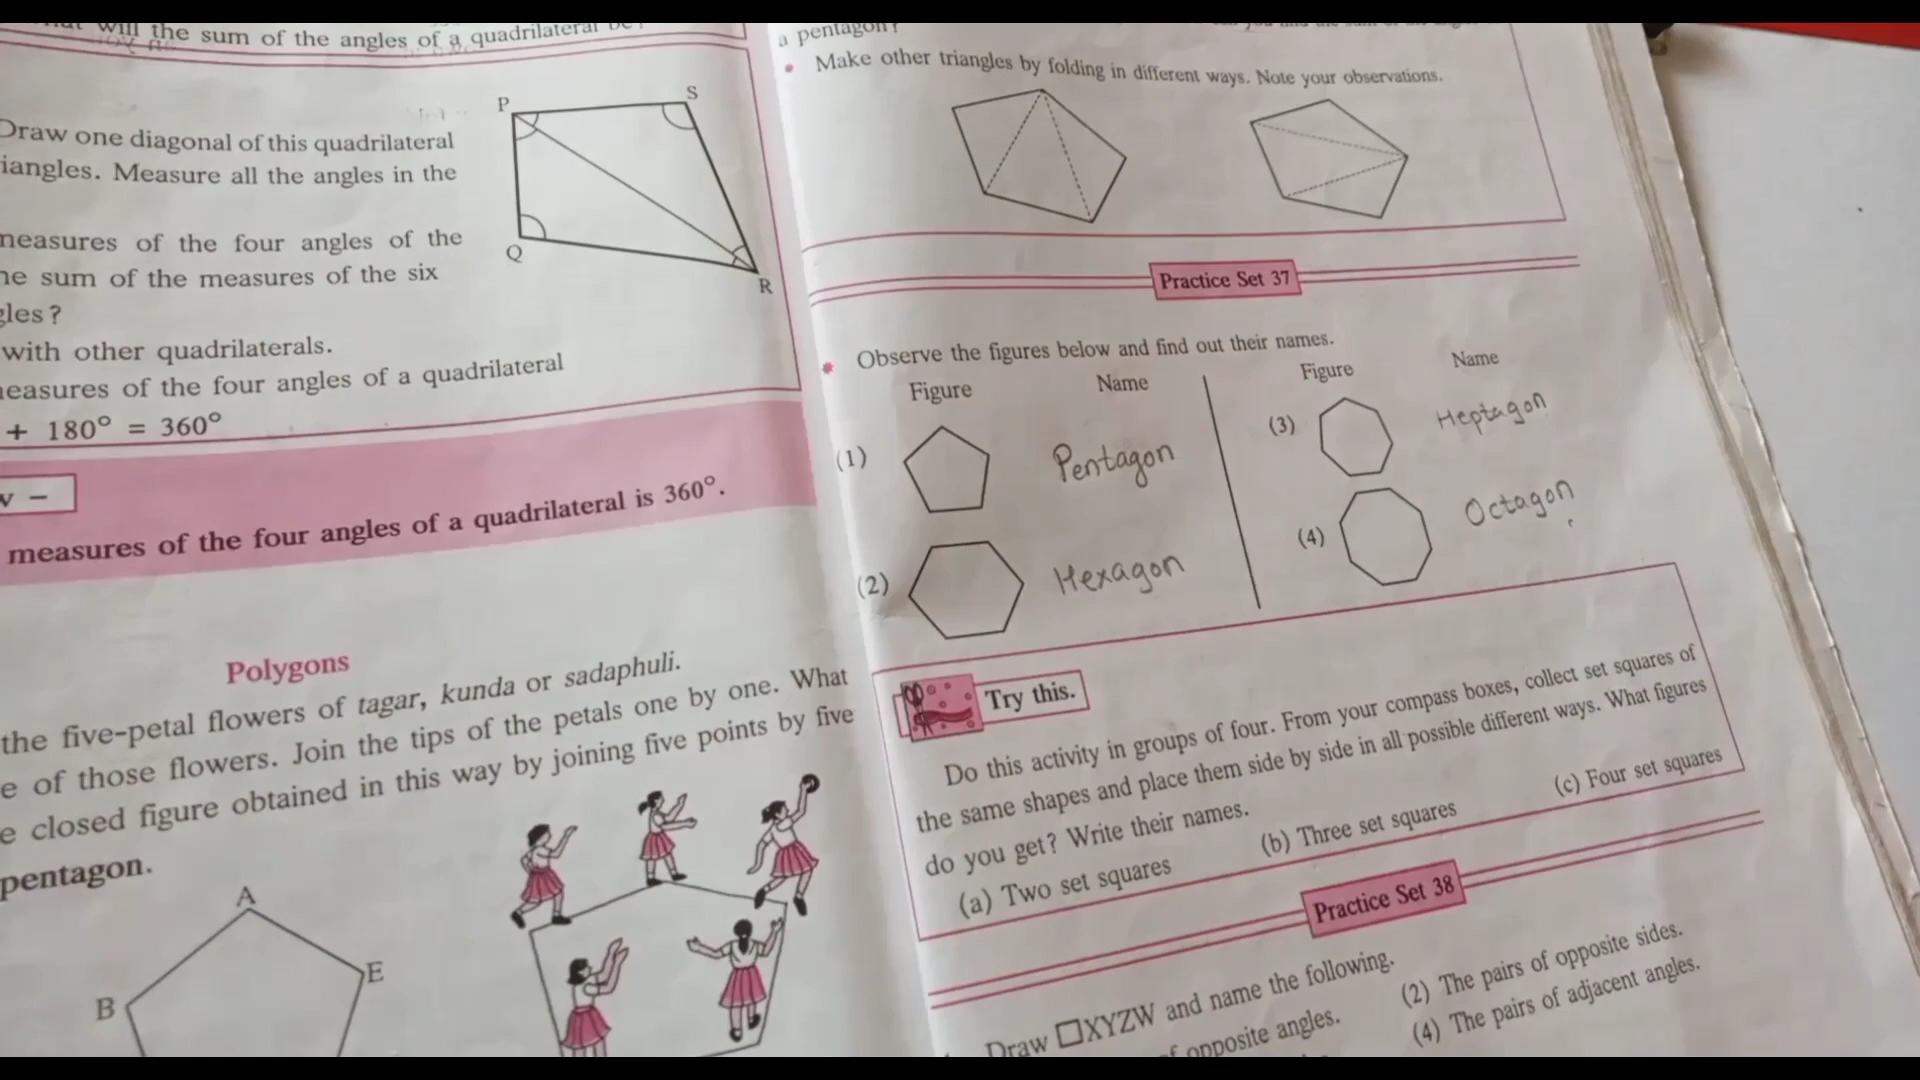 will the sum of the angles of a quadrilateral be?
Draw one diagonal of this quadrilateral
iangles. Measure all the angles in the
measures of the four angles of the
he sum of the measures of the six
gles?
with other quadrilaterals.
neasures of the four angles of a quadrilateral
+ 180° = 360°
P
S
Q
R
v -
measures of the four angles of a quadrilateral is 360°.
Polygons
the five-petal flowers of tagar, kunda or sadaphuli.
e of those flowers. Join the tips of the petals one by one. What
e closed figure obtained in this way by joining five points by five
pentagon.
A
B
E
a pentagon?
• Make other triangles by folding in different ways. Note your observations.
Practice Set 37
* Observe the figures below and find out their names.
Figure Name Figure Name
(1) Pentagon (3) Heptagon
(2) Hexagon (4) Octagon
Try this.
Do this activity in groups of four. From your compass boxes, collect set squares of
the same shapes and place them side by side in all possible different ways. What figures
do you get? Write their names.
(a) Two set squares (b) Three set squares (c) Four set squares
Practice Set 38
Draw □XYZW and name the following.
f opposite angles. (2) The pairs of opposite sides.
(4) The pairs of adjacent angles.